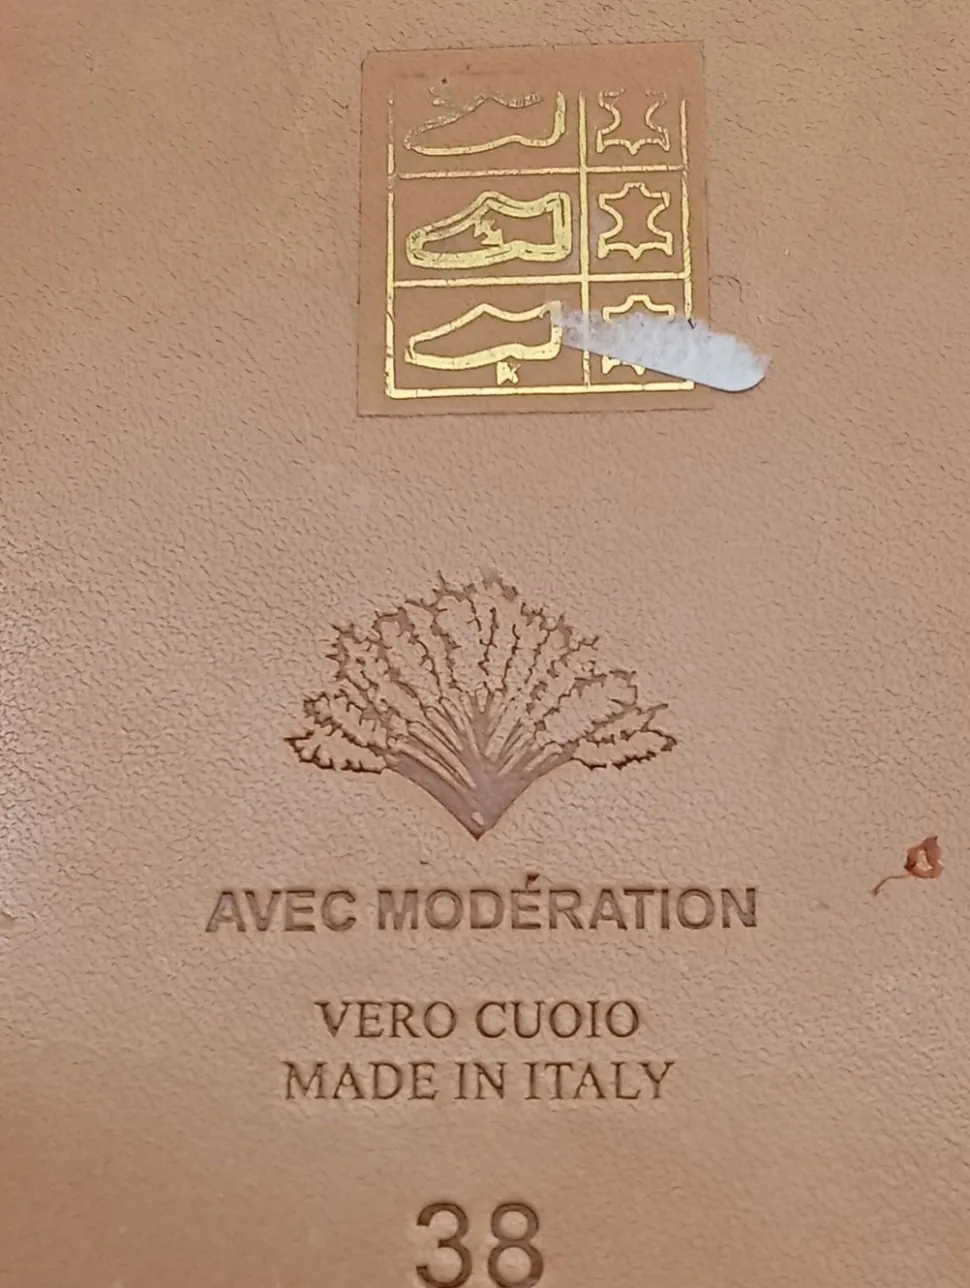 AVEC MODÉRATION
VERO CUOIO
MADE IN ITALY
38